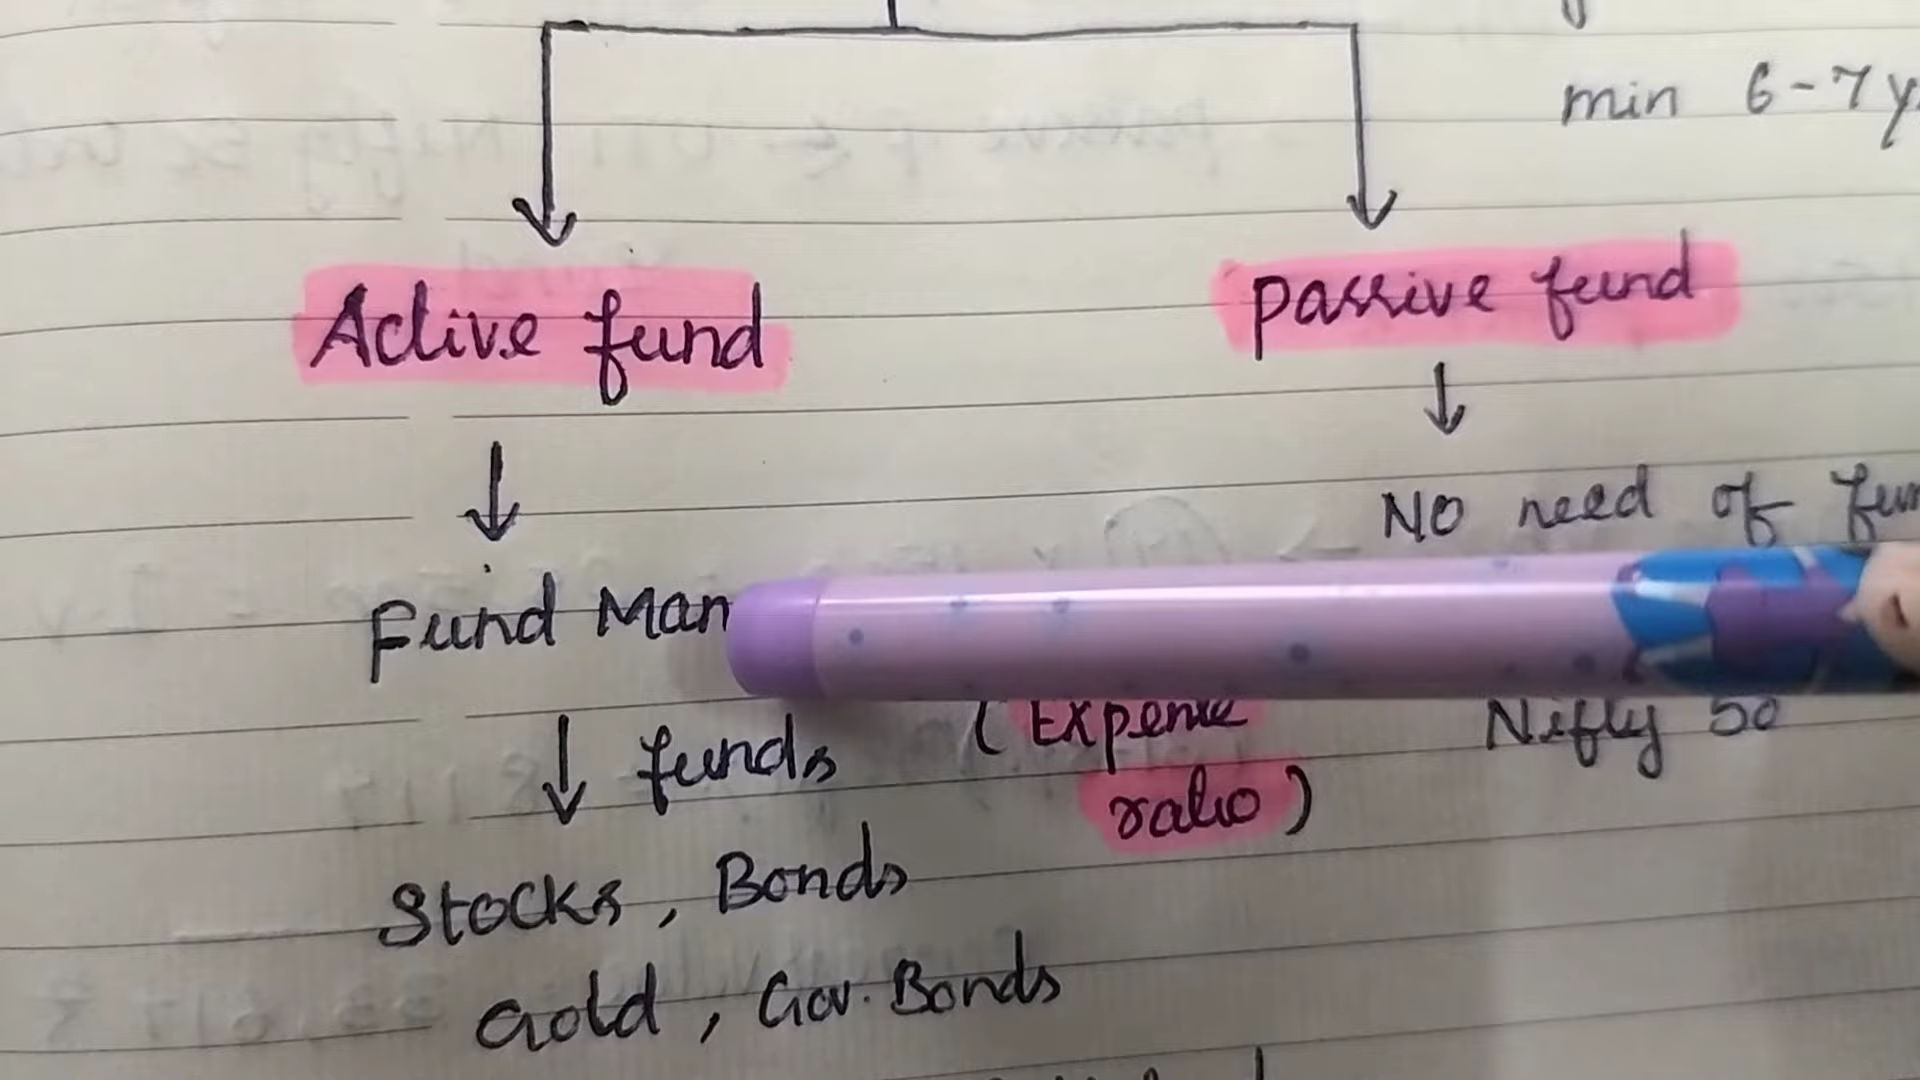 min 6-7
Active fund
passive fund
NO need of
Fund Man
funds
(Expense
ratio)
Nifty 50
Stocks, Bonds
Gold, Gov. Bonds